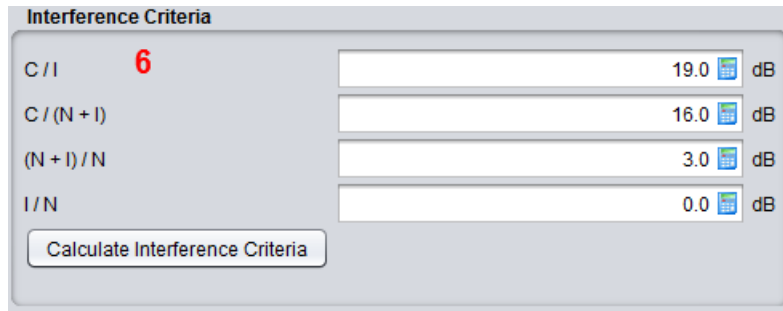 Interference Criteria
C / I 6 19.0 dB
C / (N + I) 16.0 dB
(N + I) / N 3.0 dB
I / N 0.0 dB
Calculate Interference Criteria